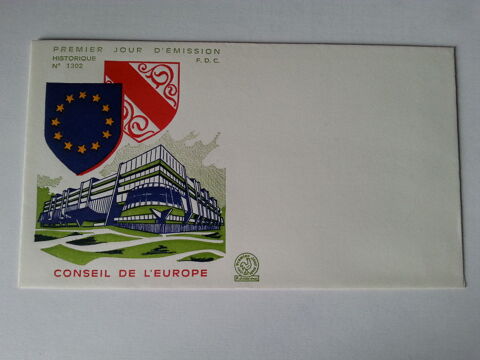 PREMIER JOUR D'EMISSION
HISTORIQUE F. D. C.
N° 1302
CONSEIL DE L'EUROPE